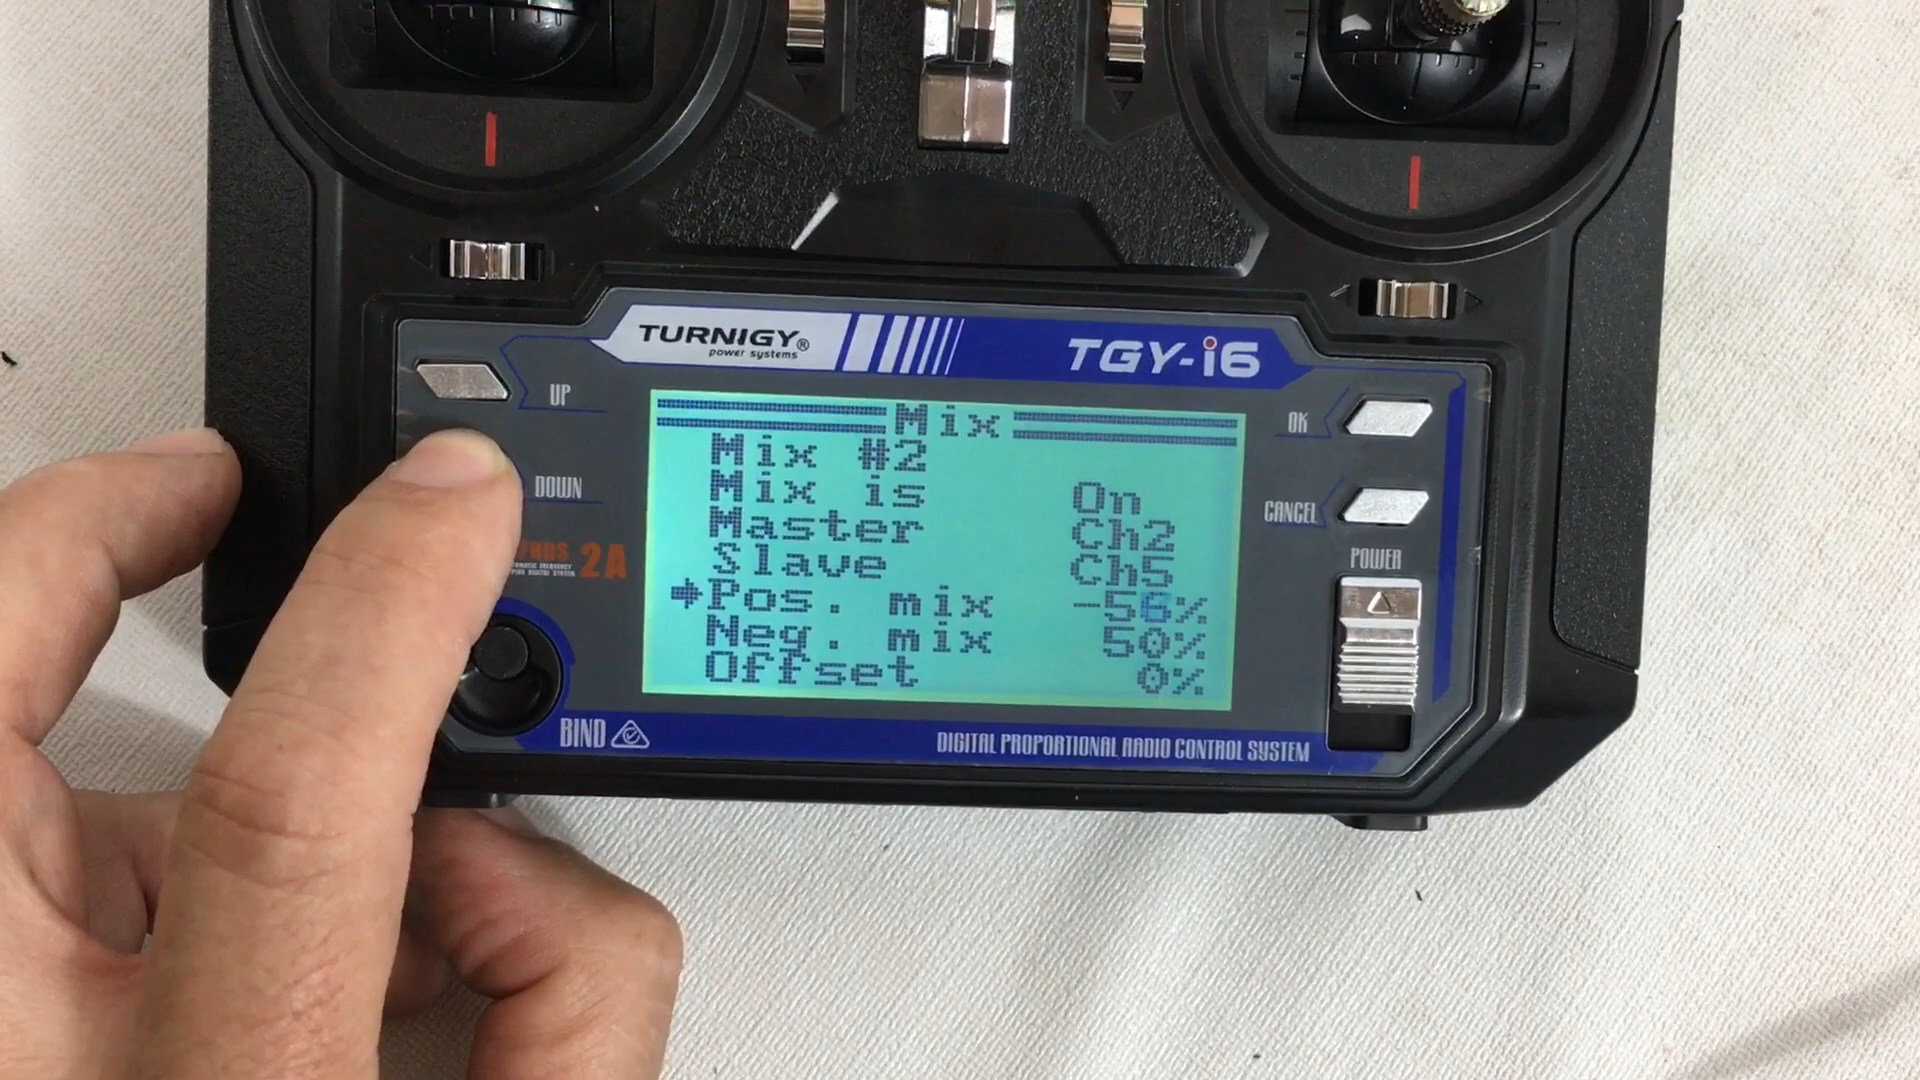 TURNIGY®
power systems
TGY-i6
UP
DOWN
OK
CANCEL
POWER
Mix
Mix #2
Mix is On
Master Ch2
Slave Ch5
Pos. mix
Neg. mix 50%
Offset 0%
2A
BIND
DIGITAL PROPORTIONAL RADIO CONTROL SYSTEM